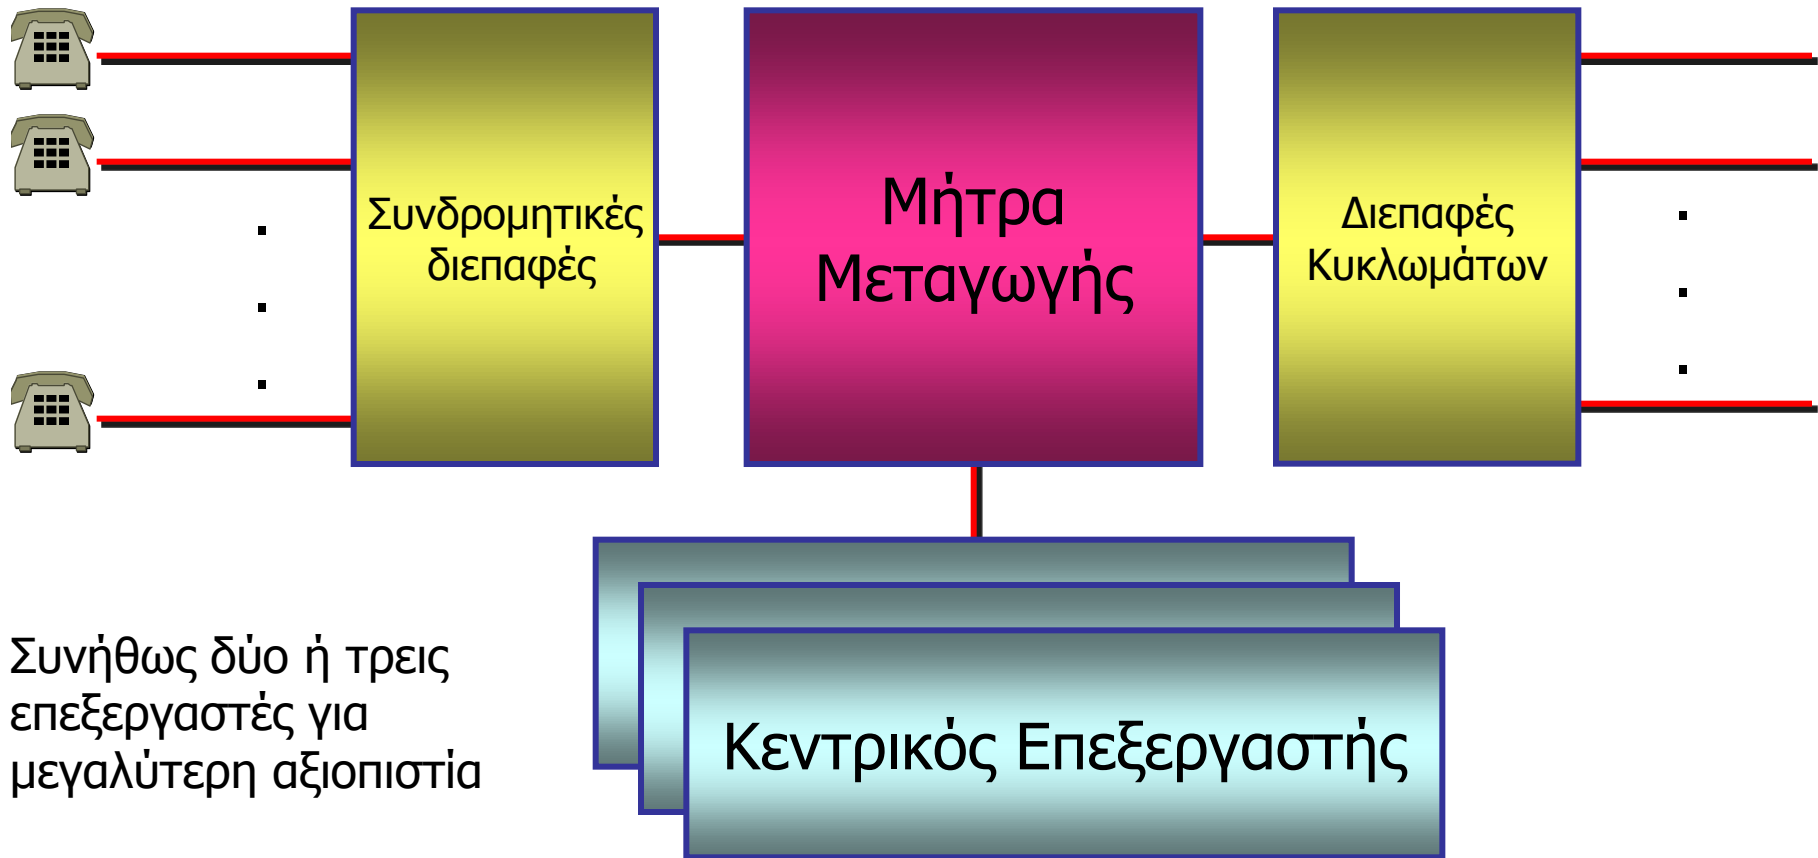 Συνδρομητικές
διεπαφές
Μήτρα
Μεταγωγής
Διεπαφές
Κυκλωμάτων
Συνήθως δύο ή τρεις
επεξεργαστές για
μεγαλύτερη αξιοπιστία
Κεντρικός Επεξεργαστής